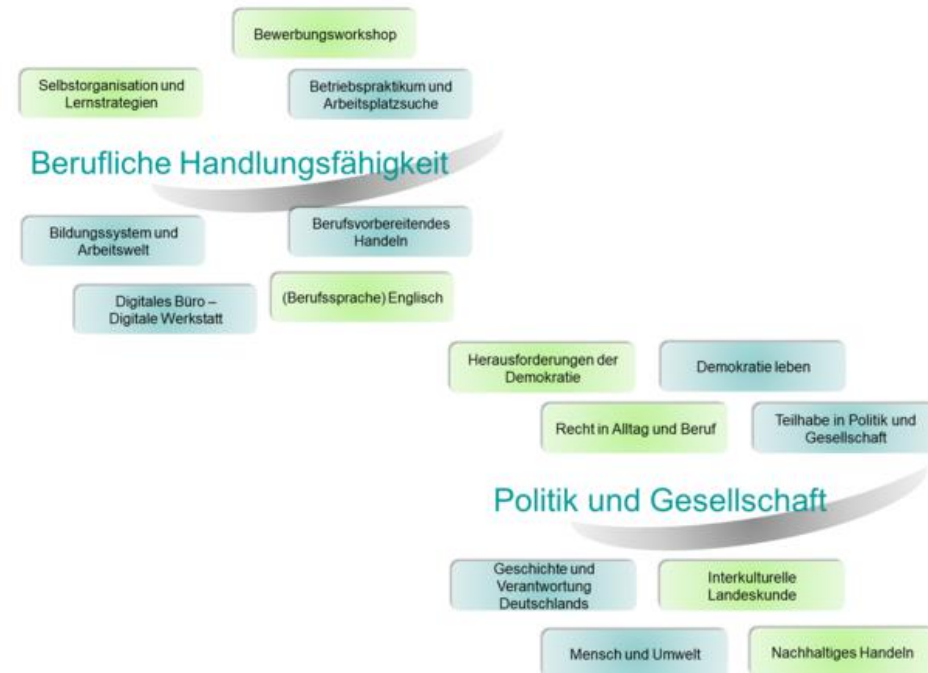 Bewerbungsworkshop
Selbstorganisation und
Lernstrategien
Betriebspraktikum und
Arbeitsplatzsuche
Berufliche Handlungsfähigkeit
Bildungssystem und
Arbeitswelt
Berufsvorbereitendes
Handeln
Digitales Büro –
Digitale Werkstatt
(Berufssprache) Englisch
Herausforderungen der
Demokratie
Demokratie leben
Recht in Alltag und Beruf
Teilhabe in Politik und
Gesellschaft
Politik und Gesellschaft
Geschichte und
Verantwortung
Deutschlands
Interkulturelle
Landeskunde
Mensch und Umwelt
Nachhaltiges Handeln